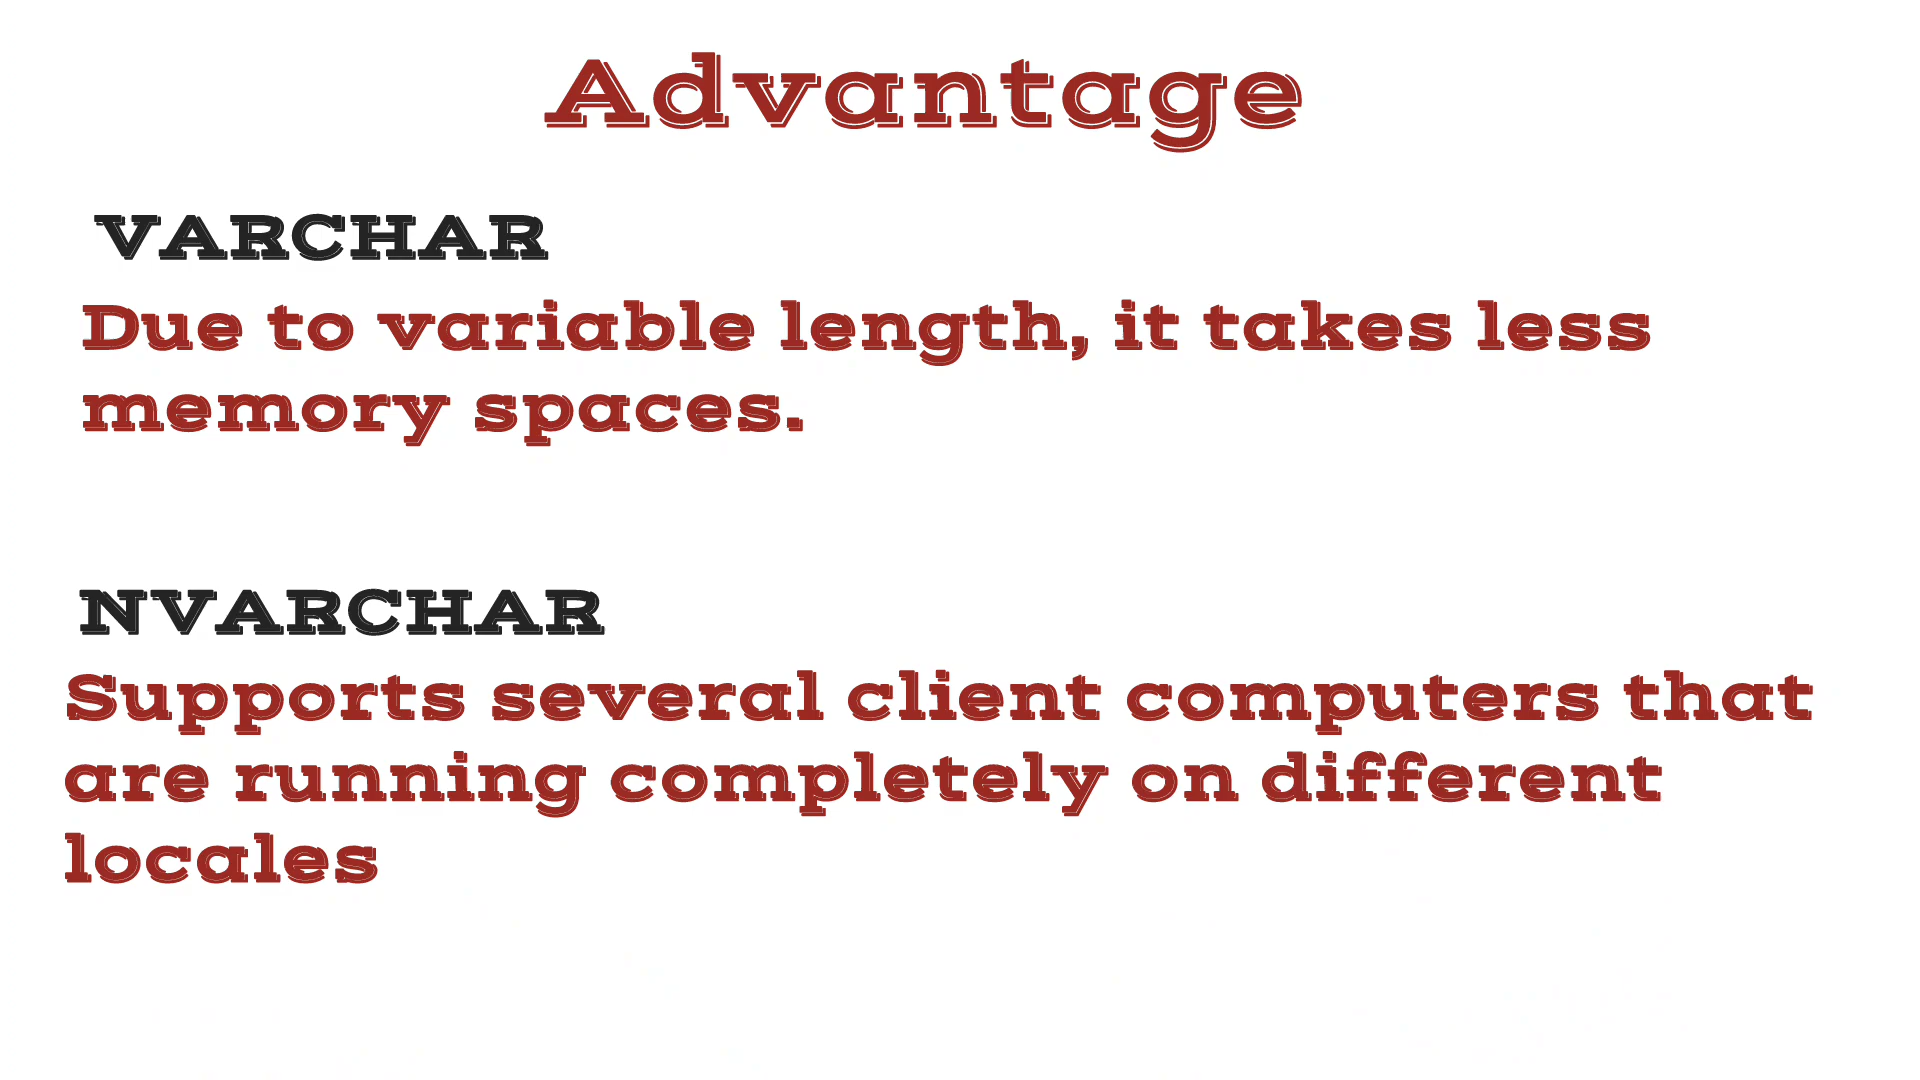 Advantage
VARCHAR
Due to variable length, it takes less
memory spaces.
NVARCHAR
Supports several client computers that
are running completely on different
locales